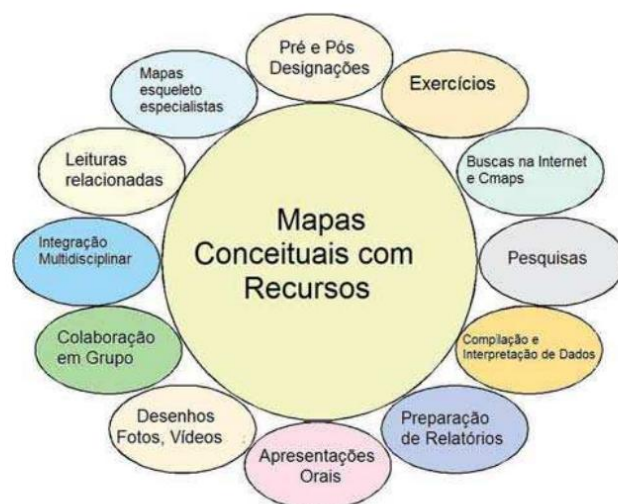 Mapas
Conceituais com
Recursos
Pré e Pós
Designações
Exercícios
Buscas na Internet
e Cmaps
Pesquisas
Compilação e
Interpretação de Dados
Preparação
de Relatórios
Apresentações
Orais
Desenhos
Fotos, Vídeos
Colaboração
em Grupo
Integração
Multidisciplinar
Leituras
relacionadas
Mapas
esqueleto
especialistas